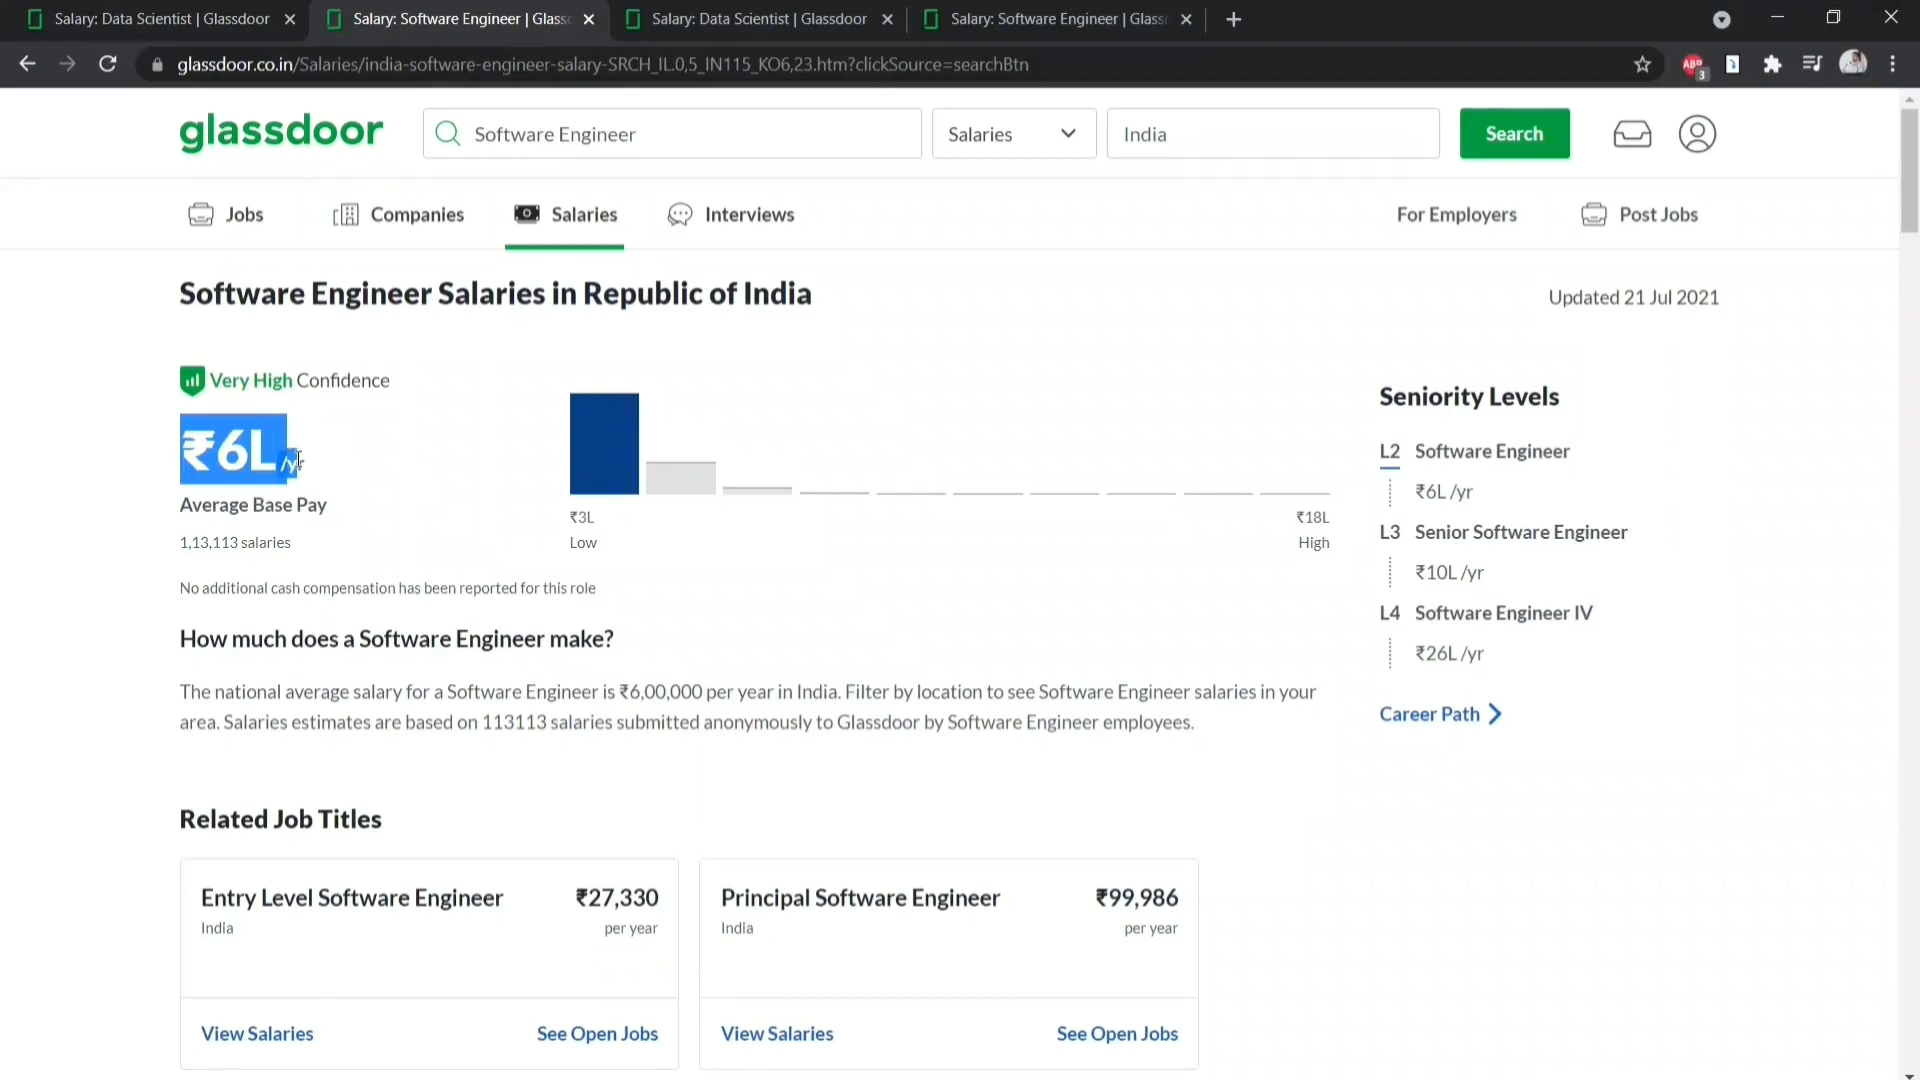 Salary: Data Scientist | Glassdoor
Salary: Software Engineer | Glass
Salary: Data Scientist | Glassdoor
Salary: Software Engineer | Glass
glassdoor.co.in/Salaries/india-software-engineer-salary-SRCH_IL.0,5_IN115_KO6,23.htm?clickSource=searchBtn
ABP
3
glassdoor
Software Engineer
Salaries
India
Search
Jobs
Companies
Salaries
Interviews
For Employers
Post Jobs
Software Engineer Salaries in Republic of India
Updated 21 Jul 2021
Very High Confidence
₹6L /yr
Average Base Pay
1,13,113 salaries
₹3L
Low
₹18L
High
No additional cash compensation has been reported for this role
Seniority Levels
L2 Software Engineer
₹6L /yr
L3 Senior Software Engineer
₹10L /yr
L4 Software Engineer IV
₹26L /yr
Career Path
How much does a Software Engineer make?
The national average salary for a Software Engineer is ₹6,00,000 per year in India. Filter by location to see Software Engineer salaries in your
area. Salaries estimates are based on 113113 salaries submitted anonymously to Glassdoor by Software Engineer employees.
Related Job Titles
Entry Level Software Engineer ₹27,330
India per year
View Salaries See Open Jobs
Principal Software Engineer ₹99,986
India per year
View Salaries See Open Jobs